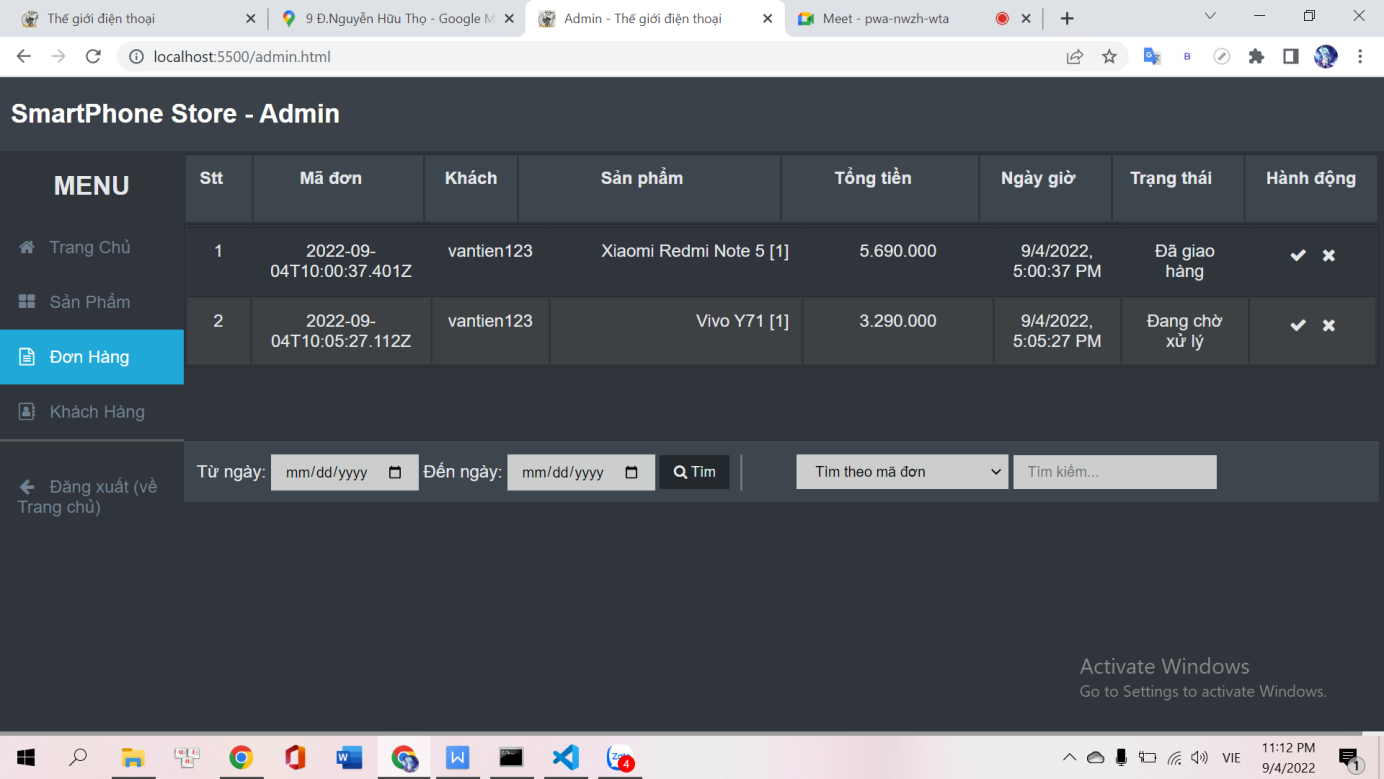 Thế giới điện thoại
9 Đ.Nguyễn Hữu Thọ - Google M
Admin - Thế giới điện thoại
Meet - pwa-nwzh-wta
localhost:5500/admin.html
SmartPhone Store - Admin
MENU
Trang Chủ
Sản Phẩm
Đơn Hàng
Khách Hàng
Đăng xuất (về
Trang chủ)
Stt Mã đơn Khách Sản phẩm Tổng tiền Ngày giờ Trạng thái Hành động
1 2022-09-04T10:00:37.401Z vantien123 Xiaomi Redmi Note 5 [1] 5.690.000 9/4/2022, 5:00:37 PM Đã giao hàng
2 2022-09-04T10:05:27.112Z vantien123 Vivo Y71 [1] 3.290.000 9/4/2022, 5:05:27 PM Đang chờ xử lý
Từ ngày: mm/dd/yyyy Đến ngày: mm/dd/yyyy Tìm Tìm theo mã đơn Tìm kiếm...
Activate Windows
Go to Settings to activate Windows.
VIE
11:12 PM
9/4/2022